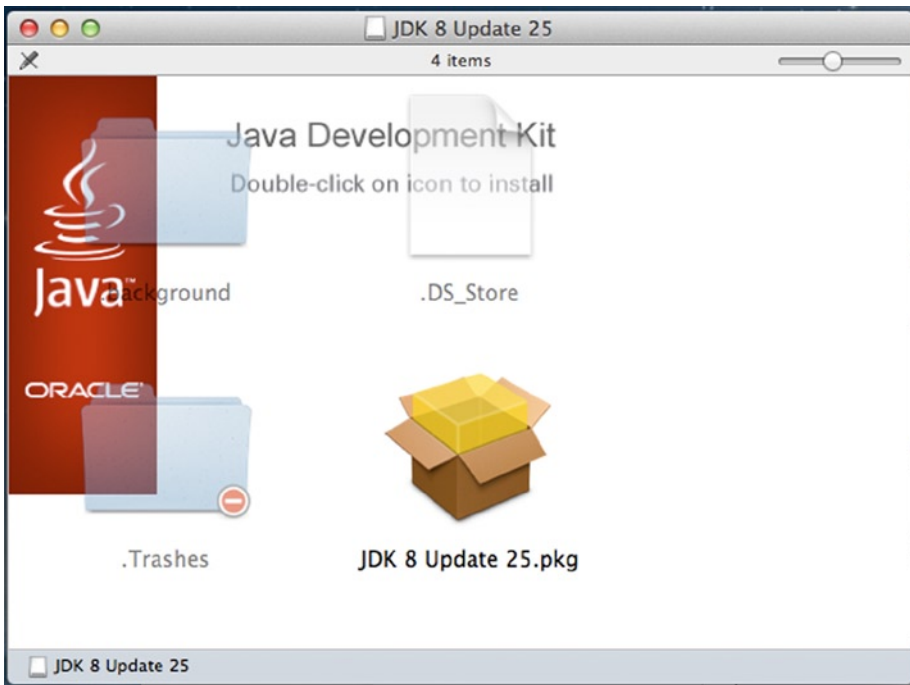 JDK 8 Update 25
4 items
Java Development Kit
Double-click on icon to install
Java™
.background
.DS_Store
ORACLE®
.Trashes
JDK 8 Update 25.pkg
JDK 8 Update 25